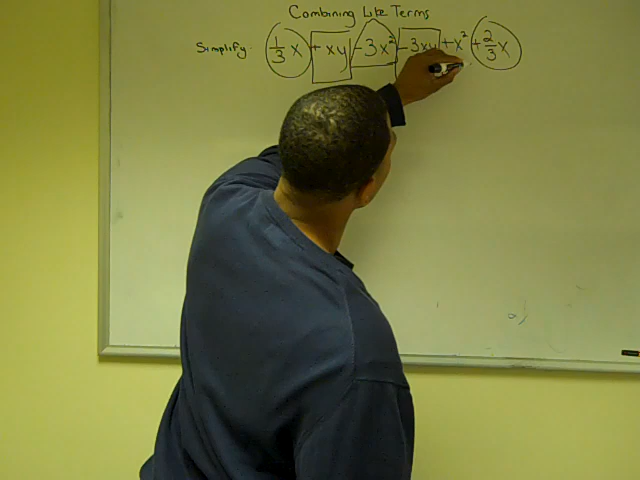 Combining Like Terms
Simplify: 1/3 x + xy - 3x² - 3xy + x² + 2/3 x